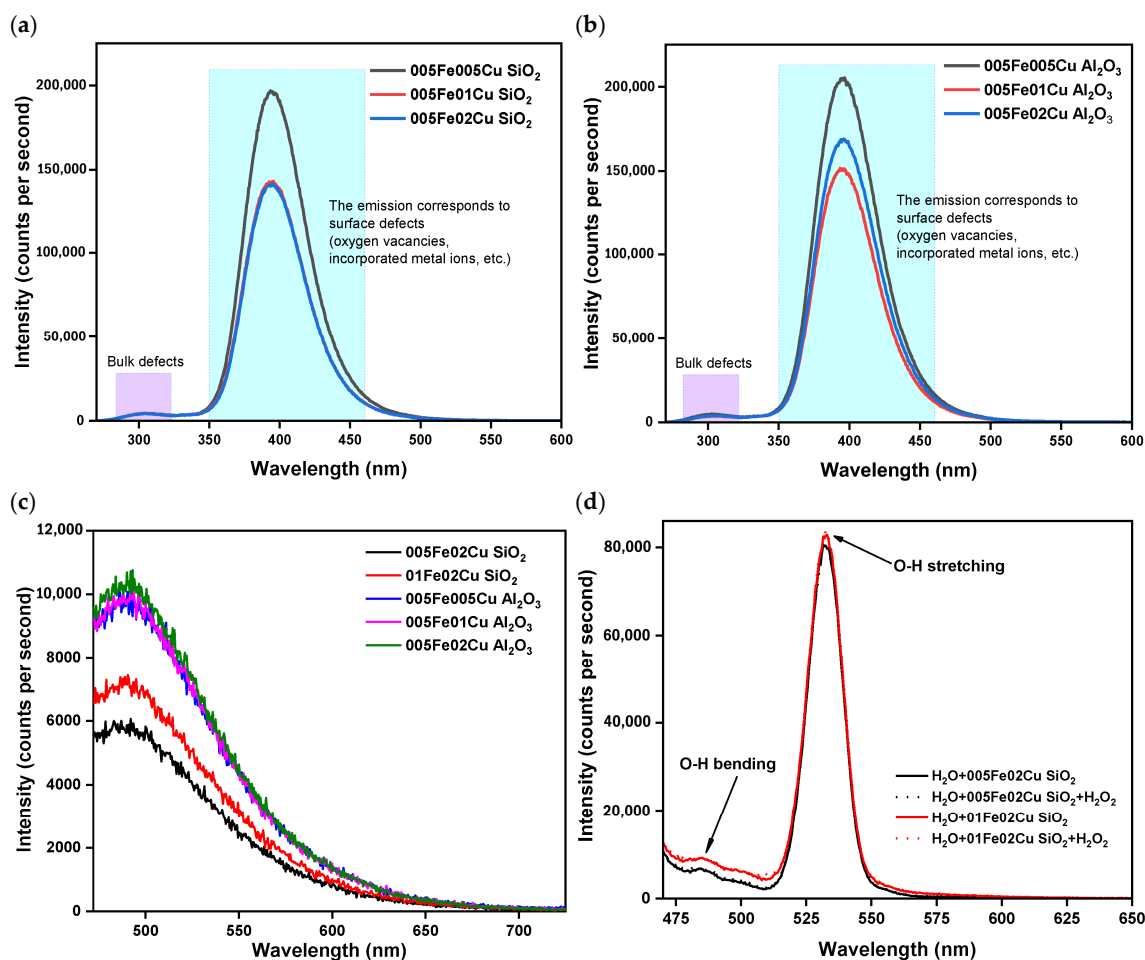 (a)
Intensity (counts per second)
200,000
150,000
100,000
50,000
0
005Fe005Cu SiO₂
005Fe01Cu SiO₂
005Fe02Cu SiO₂
The emission corresponds to
surface defects
(oxygen vacancies,
incorporated metal ions, etc.)
Bulk defects
300 350 400 450 500 550 600
Wavelength (nm)
(b)
Intensity (counts per second)
200,000
150,000
100,000
50,000
0
005Fe005Cu Al₂O₃
005Fe01Cu Al₂O₃
005Fe02Cu Al₂O₃
The emission corresponds to
surface defects
(oxygen vacancies,
incorporated metal ions, etc.)
Bulk defects
300 350 400 450 500 550 600
Wavelength (nm)
(c)
Intensity (counts per second)
12,000
10,000
8000
6000
4000
2000
0
005Fe02Cu SiO₂
01Fe02Cu SiO₂
005Fe005Cu Al₂O₃
005Fe01Cu Al₂O₃
005Fe02Cu Al₂O₃
500 550 600 650 700
Wavelength (nm)
(d)
Intensity (counts per second)
80,000
60,000
40,000
20,000
0
O-H stretching
O-H bending
H₂O+005Fe02Cu SiO₂
H₂O+005Fe02Cu SiO₂+H₂O₂
H₂O+01Fe02Cu SiO₂
H₂O+01Fe02Cu SiO₂+H₂O₂
475 500 525 550 575 600 625 650
Wavelength (nm)